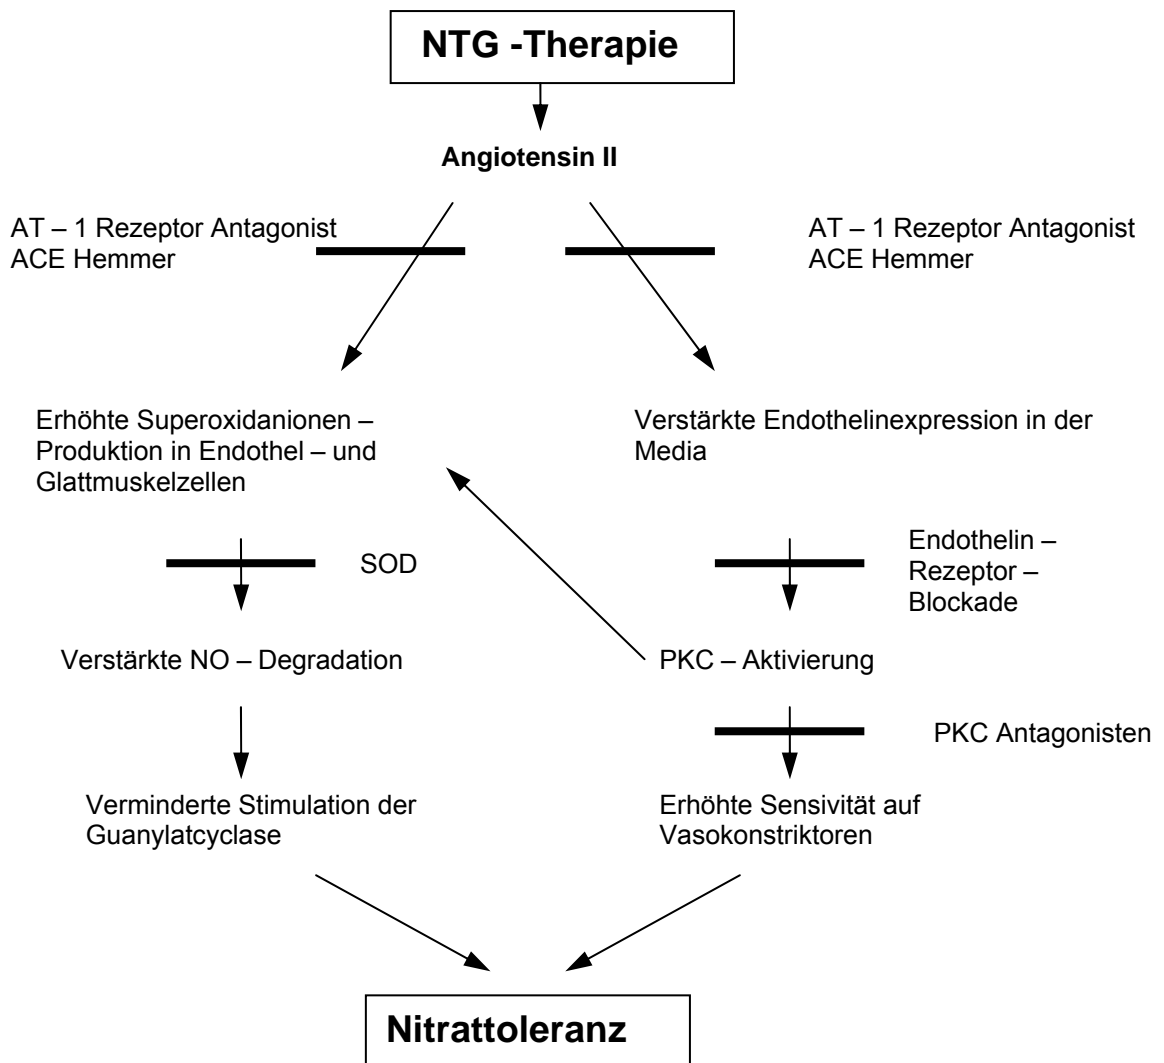 NTG -Therapie
Angiotensin II
AT – 1 Rezeptor Antagonist
ACE Hemmer
AT – 1 Rezeptor Antagonist
ACE Hemmer
Erhöhte Superoxidanionen –
Produktion in Endothel – und
Glattmuskelzellen
Verstärkte Endothelinexpression in der
Media
SOD
Endothelin –
Rezeptor –
Blockade
Verstärkte NO – Degradation
PKC – Aktivierung
PKC Antagonisten
Verminderte Stimulation der
Guanylatcyclase
Erhöhte Sensivität auf
Vasokonstriktoren
Nitrattoleranz